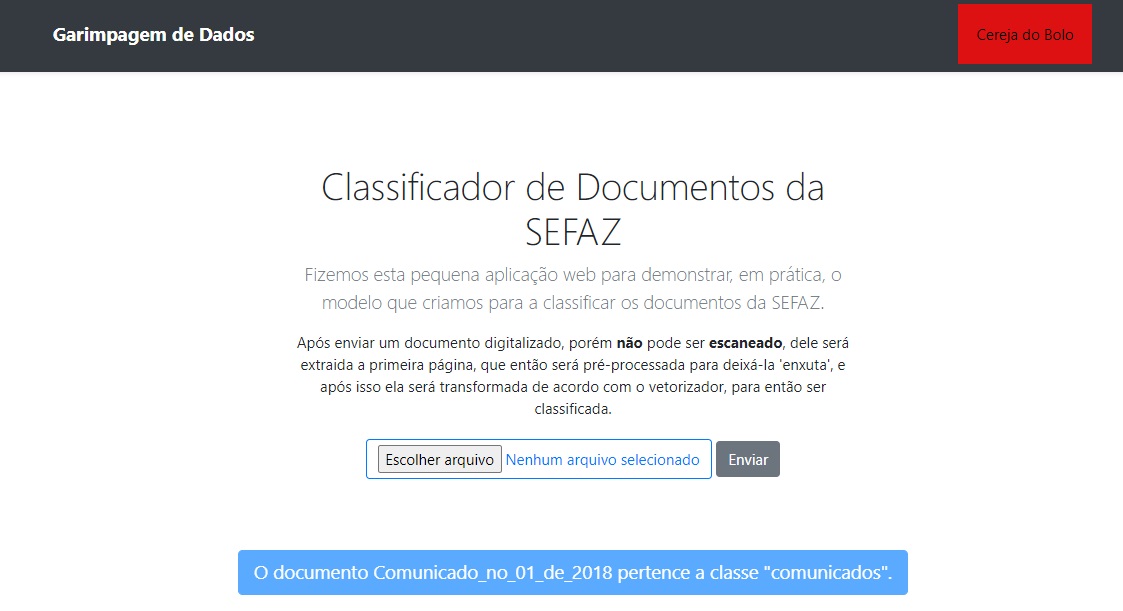 Garimpagem de Dados
Cereja do Bolo
Classificador de Documentos da
SEFAZ
Fizemos esta pequena aplicação web para demonstrar, em prática, o
modelo que criamos para a classificar os documentos da SEFAZ.
Após enviar um documento digitalizado, porém não pode ser escaneado, dele será
extraida a primeira página, que então será pré-processada para deixá-la 'enxuta', e
após isso ela será transformada de acordo com o vetorizador, para então ser
classificada.
Escolher arquivo Nenhum arquivo selecionado Enviar
O documento Comunicado_no_01_de_2018 pertence a classe "comunicados".